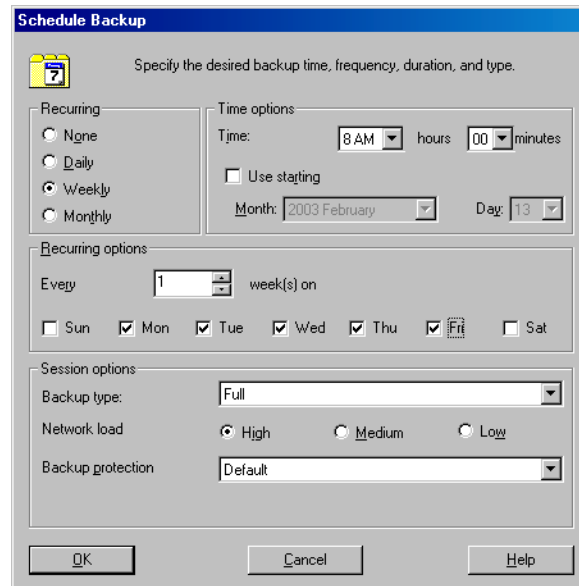 Schedule Backup
7
Specify the desired backup time, frequency, duration, and type.
Recurring
None
Daily
Weekly
Monthly
Time options
Time: 8 AM hours 00 minutes
Use starting
Month: 2003 February Day: 13
Recurring options
Every 1 week(s) on
Sun Mon Tue Wed Thu Fri Sat
Session options
Backup type: Full
Network load High Medium Low
Backup protection Default
OK Cancel Help